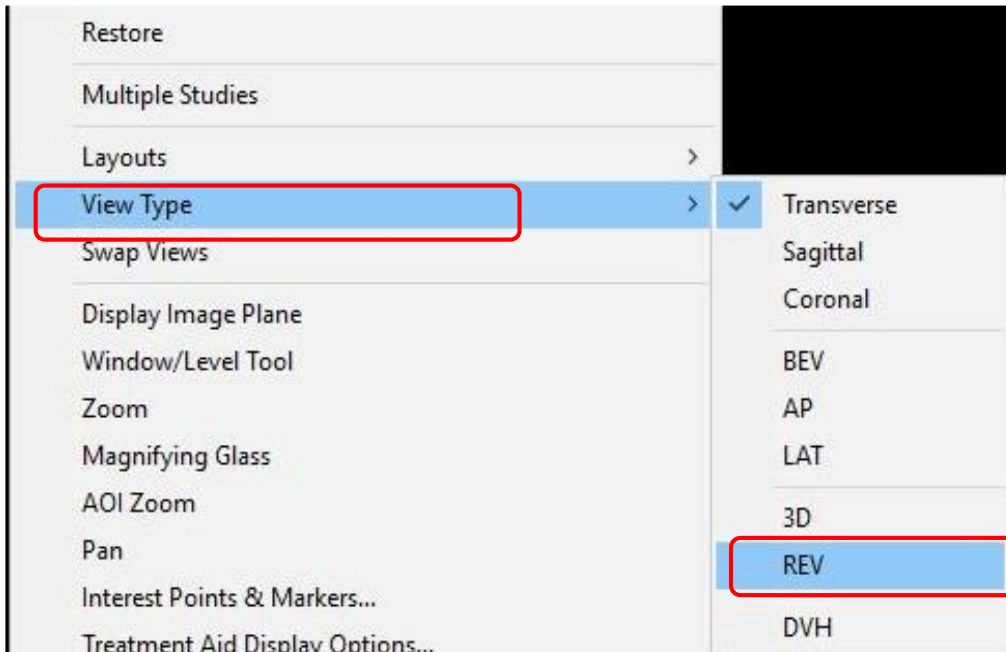 Restore
Multiple Studies
Layouts
View Type
Swap Views
Display Image Plane
Window/Level Tool
Zoom
Magnifying Glass
AOI Zoom
Pan
Interest Points & Markers...
Treatment Aid Display Options...
Transverse
Sagittal
Coronal
BEV
AP
LAT
3D
REV
DVH